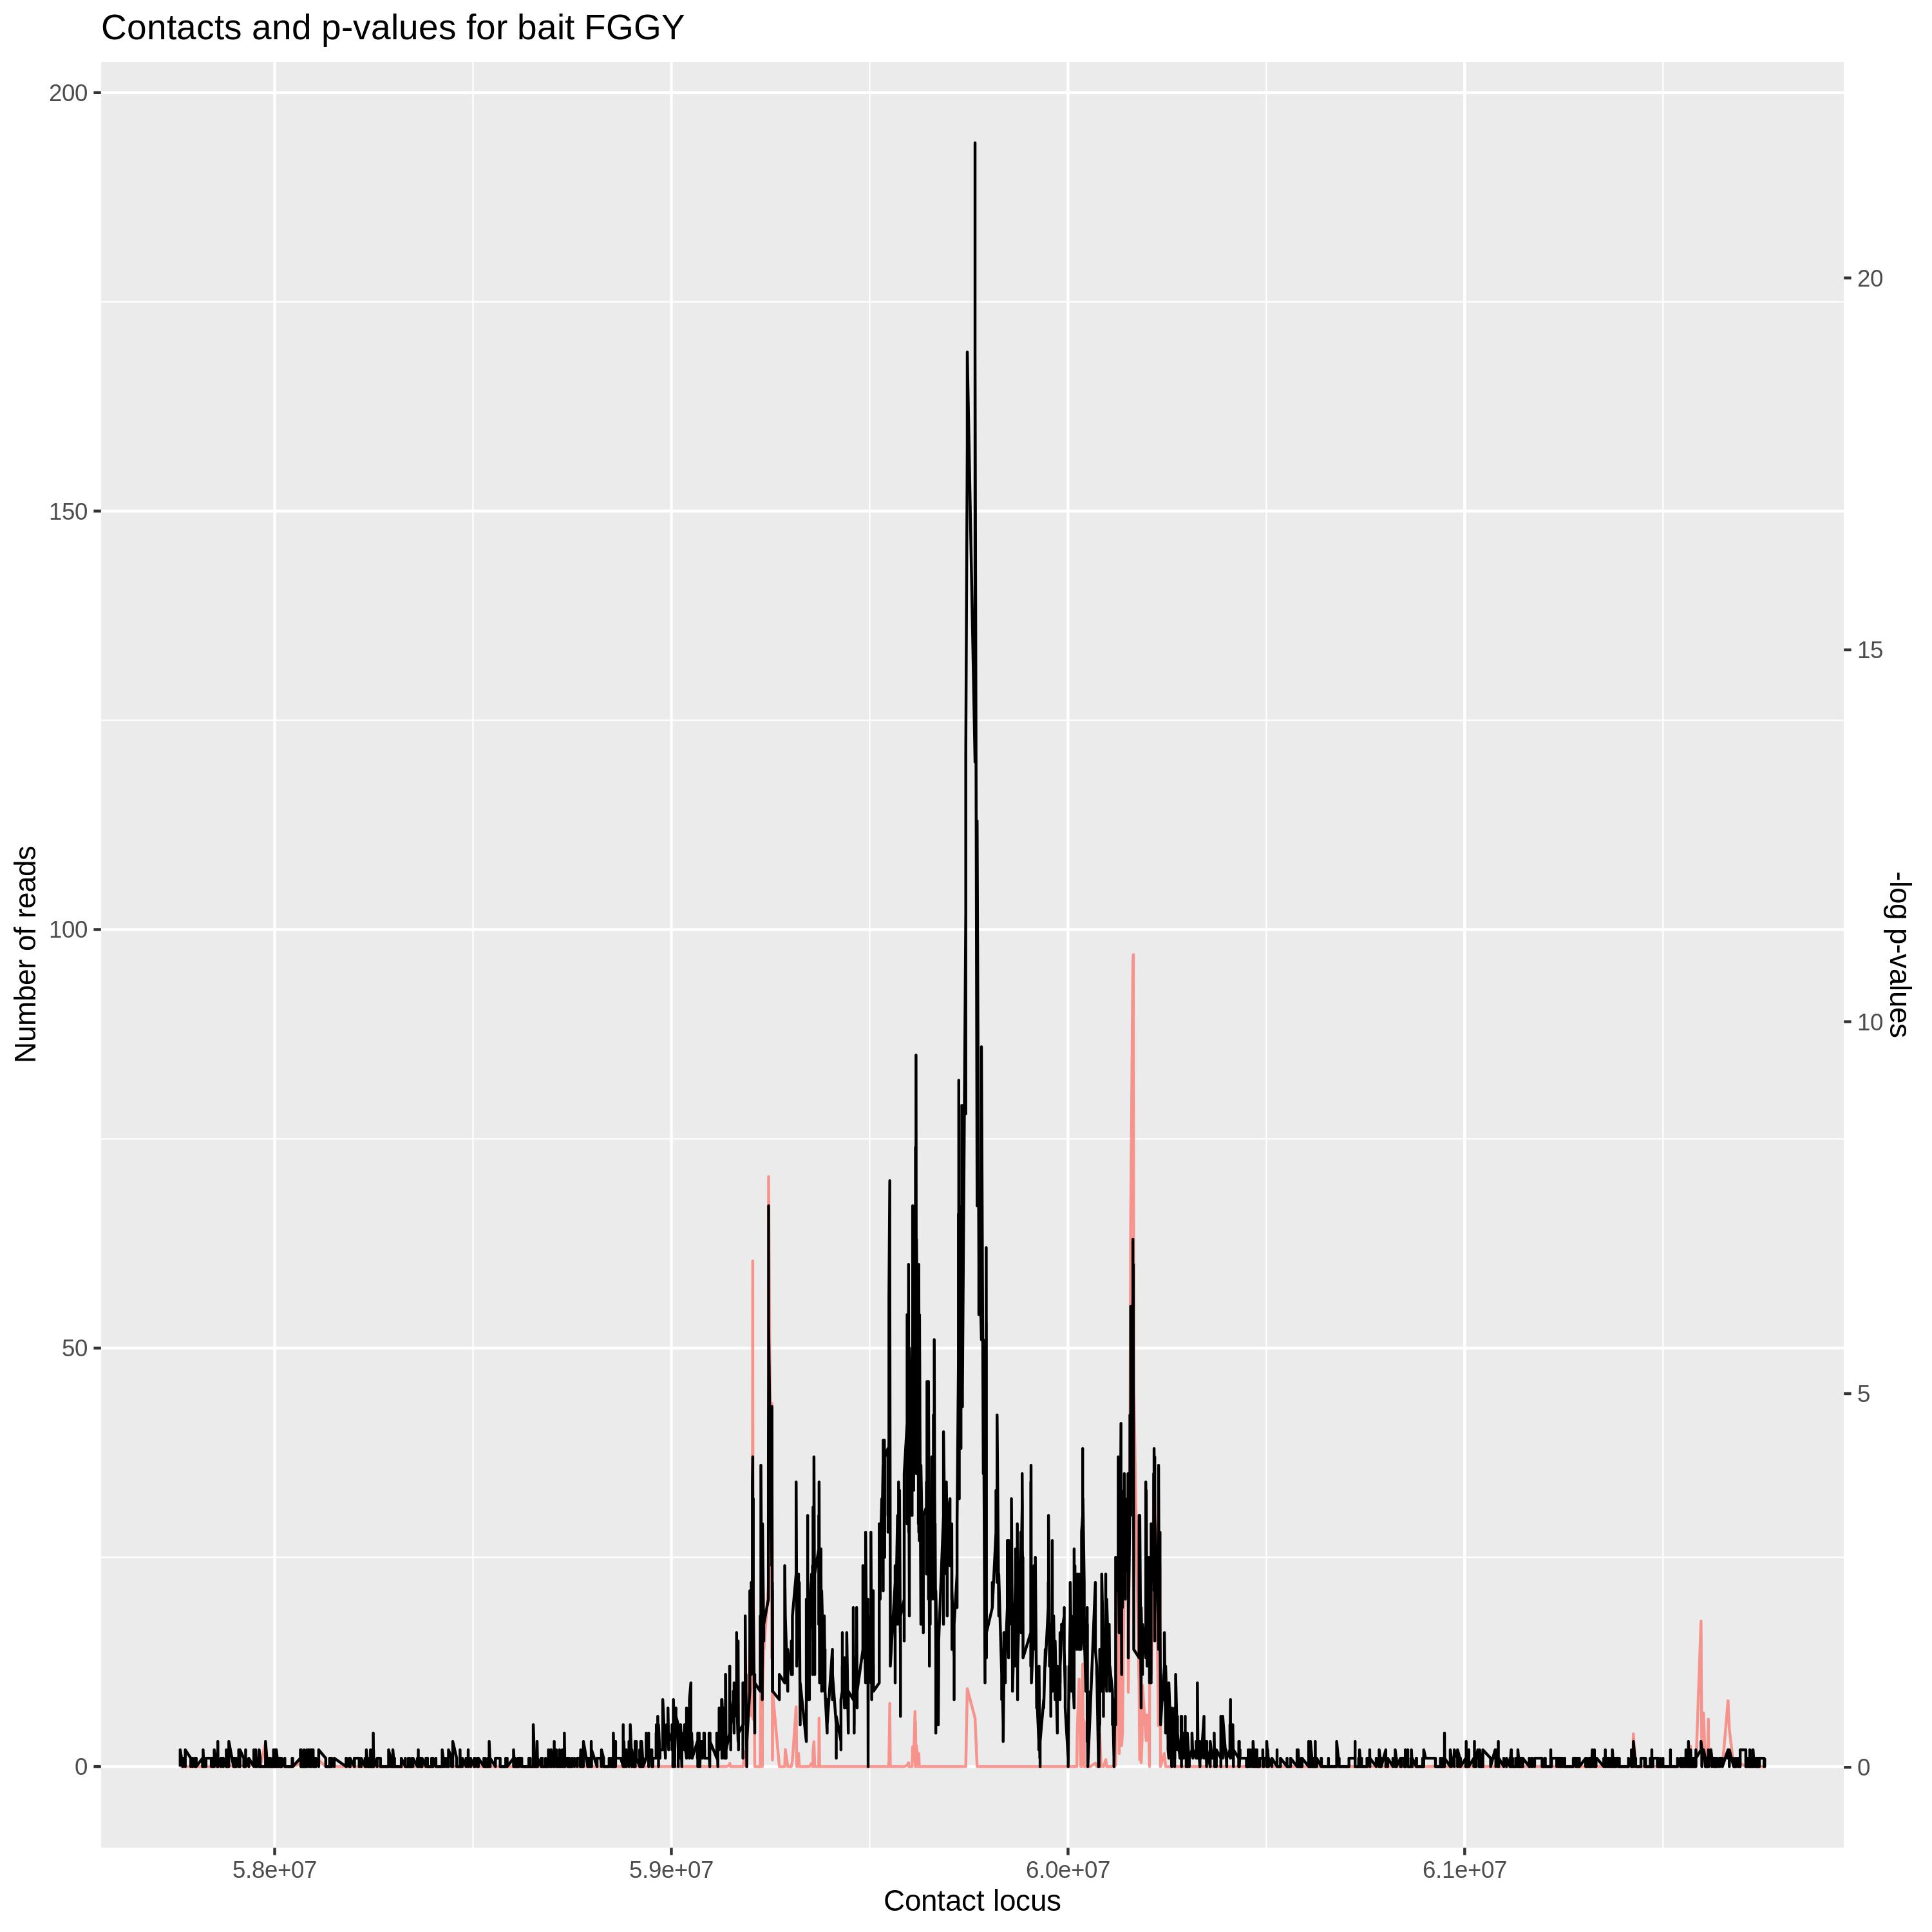 Contacts and p-values for bait FGGY
200
150
100
50
0
Number of reads
20
15
10
5
0
-log p-values
5.8e+07
5.9e+07
6.0e+07
6.1e+07
Contact locus